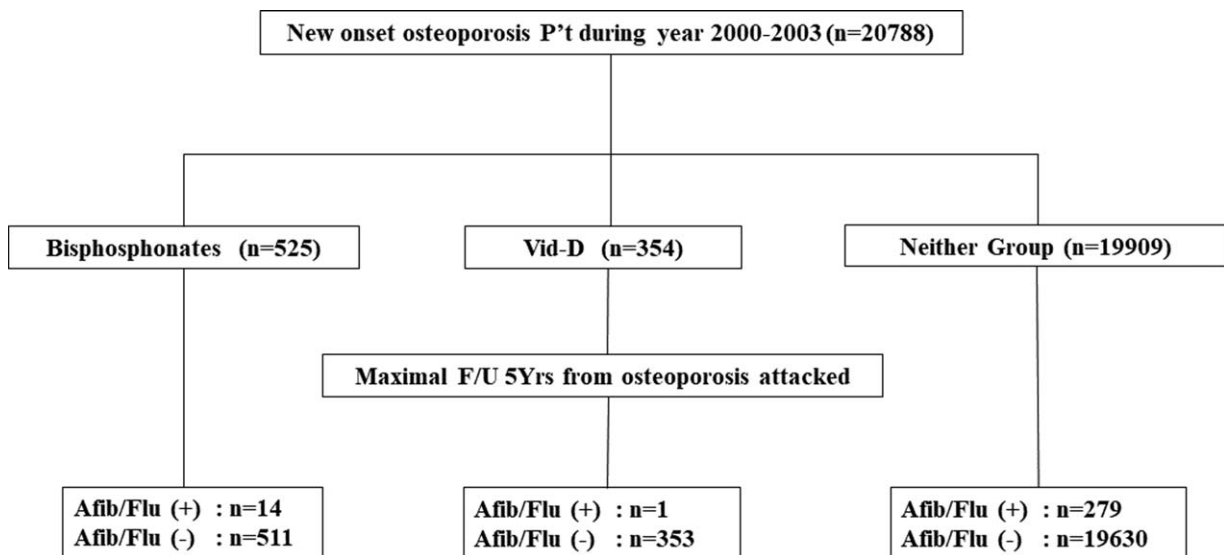 New onset osteoporosis P't during year 2000-2003 (n=20788)
Bisphosphonates (n=525)
Vid-D (n=354)
Neither Group (n=19909)
Maximal F/U 5Yrs from osteoporosis attacked
Afib/Flu (+) : n=14
Afib/Flu (-) : n=511
Afib/Flu (+) : n=1
Afib/Flu (-) : n=353
Afib/Flu (+) : n=279
Afib/Flu (-) : n=19630